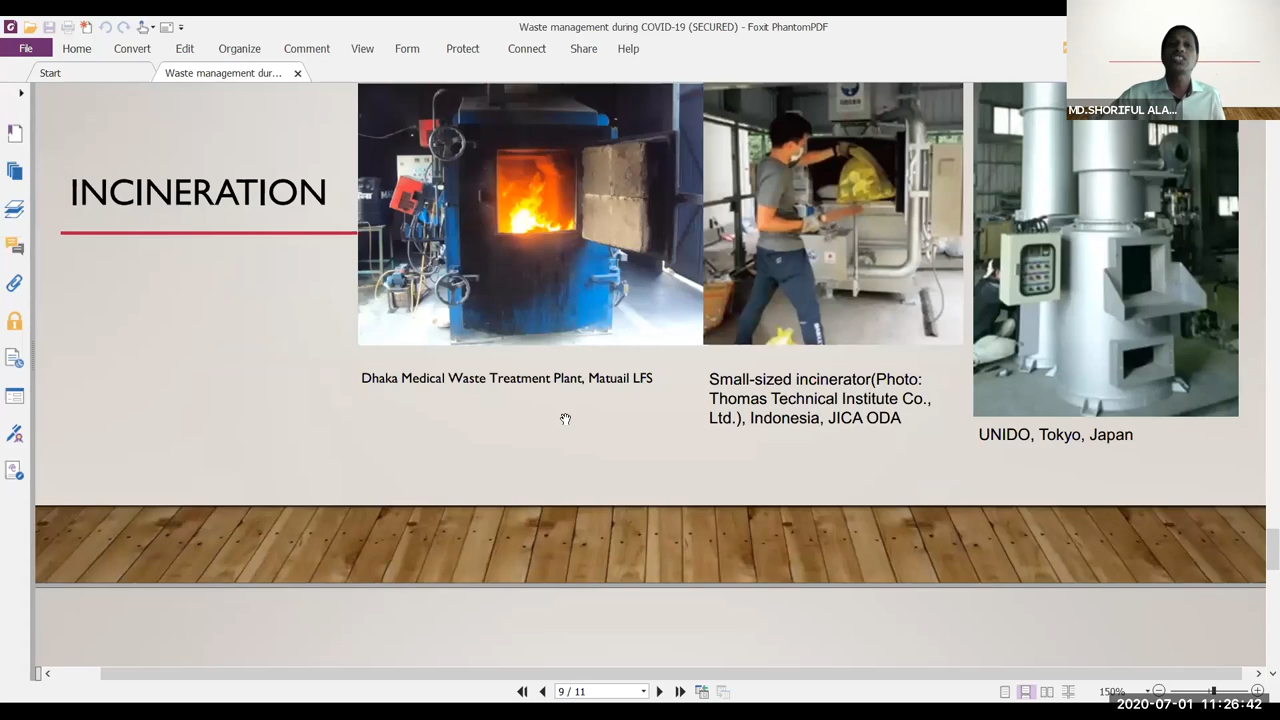 Waste management during COVID-19 (SECURED) - Foxit PhantomPDF
File Home Convert Edit Organize Comment View Form Protect Connect Share Help
Start Waste management dur...
MD.SHORIFUL ALA...
INCINERATION
Dhaka Medical Waste Treatment Plant, Matuail LFS
Small-sized incinerator(Photo:
Thomas Technical Institute Co.,
Ltd.), Indonesia, JICA ODA
UNIDO, Tokyo, Japan
9 / 11
150%
2020-07-01 11:26:42